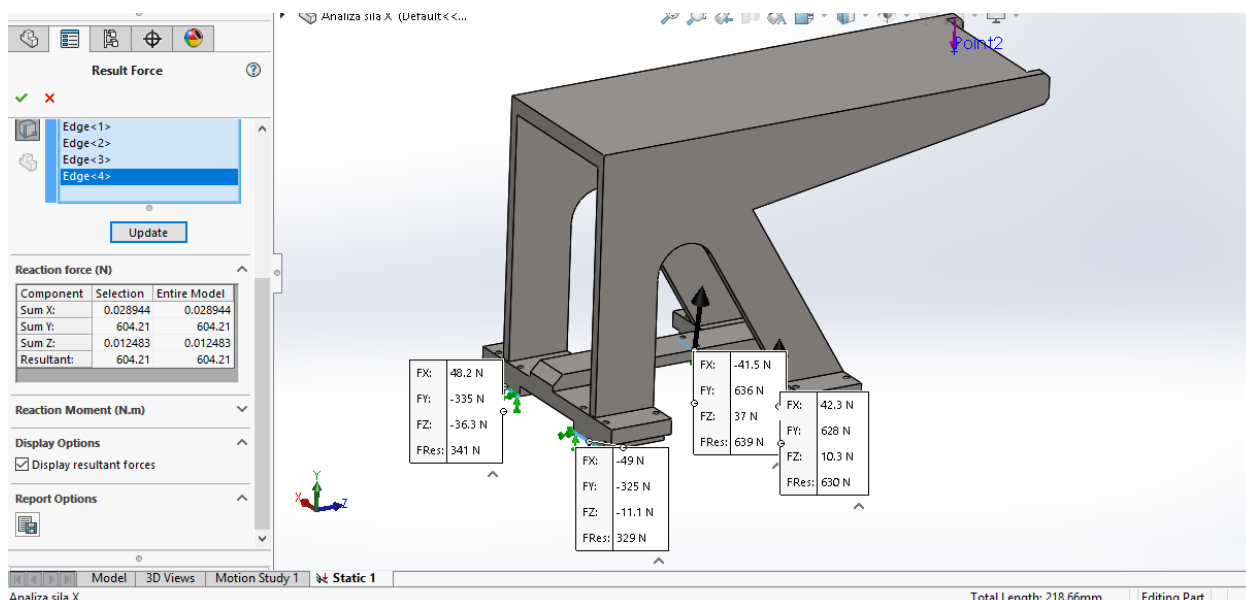 Analiza sila X (Default<<...
Result Force
Edge<1>
Edge<2>
Edge<3>
Edge<4>
Update
Reaction force (N)
Component Selection Entire Model
Sum X: 0.028944 0.028944
Sum Y: 604.21 604.21
Sum Z: 0.012483 0.012483
Resultant: 604.21 604.21
Reaction Moment (N.m)
Display Options
Display resultant forces
Report Options
Point2
FX: 48.2 N
FY: -335 N
FZ: -36.3 N
FRes: 341 N
FX: -49 N
FY: -325 N
FZ: -11.1 N
FRes: 329 N
FX: -41.5 N
FY: 636 N
FZ: 37 N
FRes: 639 N
FX: 42.3 N
FY: 628 N
FZ: 10.3 N
FRes: 630 N
Y
X
Z
Model 3D Views Motion Study 1 Static 1
Analiza sila X Total Length: 218.66mm Editing Part